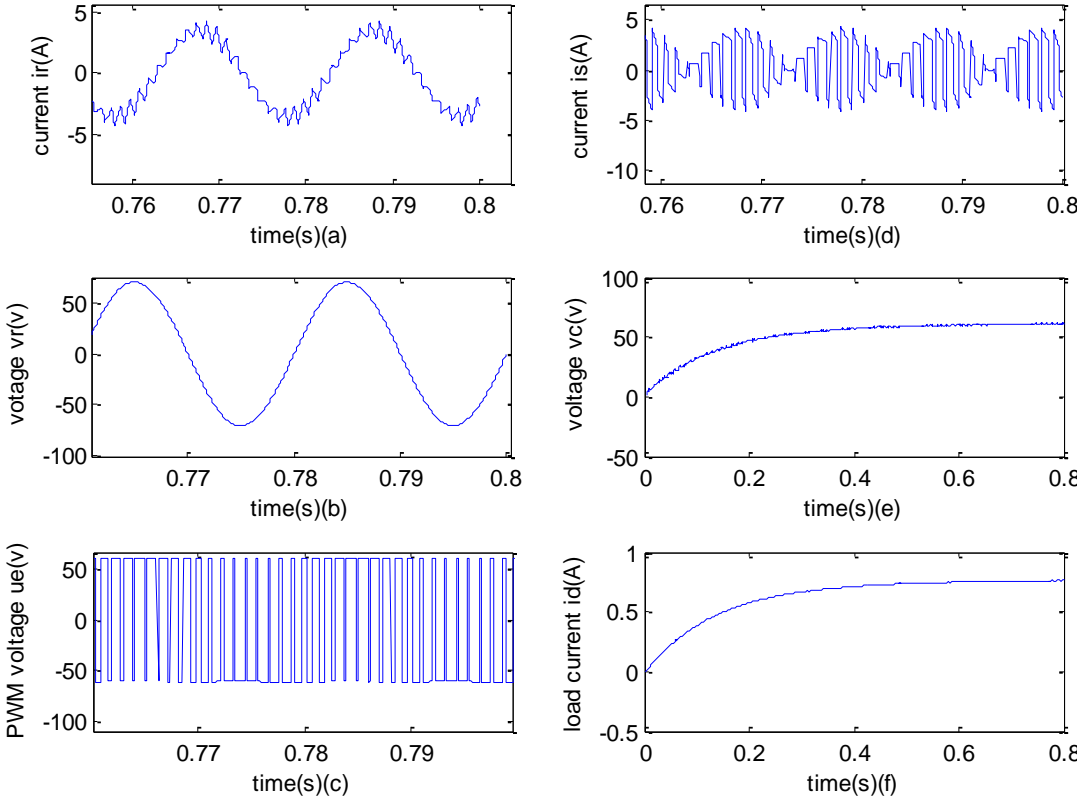 current ir(A)
5
0
-5
0.76 0.77 0.78 0.79 0.8
time(s)(a)
current is(A)
5
0
-5
-10
0.76 0.77 0.78 0.79 0.8
time(s)(d)
votage vr(v)
50
0
-50
-100
0.77 0.78 0.79 0.8
time(s)(b)
voltage vc(v)
100
50
0
-50
0 0.2 0.4 0.6 0.8
time(s)(e)
PWM voltage ue(v)
50
0
-50
-100
0.77 0.78 0.79
time(s)(c)
load current id(A)
1
0.5
0
-0.5
0 0.2 0.4 0.6 0.8
time(s)(f)